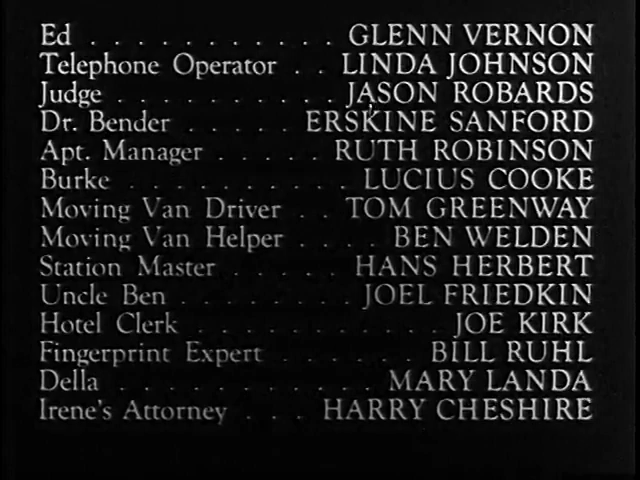 Ed . . . . . . . . . . . GLENN VERNON
Telephone Operator . . LINDA JOHNSON
Judge . . . . . . . . . . JASON ROBARDS
Dr. Bender . . . . . ERSKINE SANFORD
Apt. Manager . . . . . RUTH ROBINSON
Burke . . . . . . . . . . LUCIUS COOKE
Moving Van Driver . . TOM GREENWAY
Moving Van Helper . . . . BEN WELDEN
Station Master . . . . . HANS HERBERT
Uncle Ben . . . . . . . . JOEL FRIEDKIN
Hotel Clerk . . . . . . . . . . . JOE KIRK
Fingerprint Expert . . . . . . BILL RUHL
Della . . . . . . . . . . . . MARY LANDA
Irene's Attorney . . . HARRY CHESHIRE